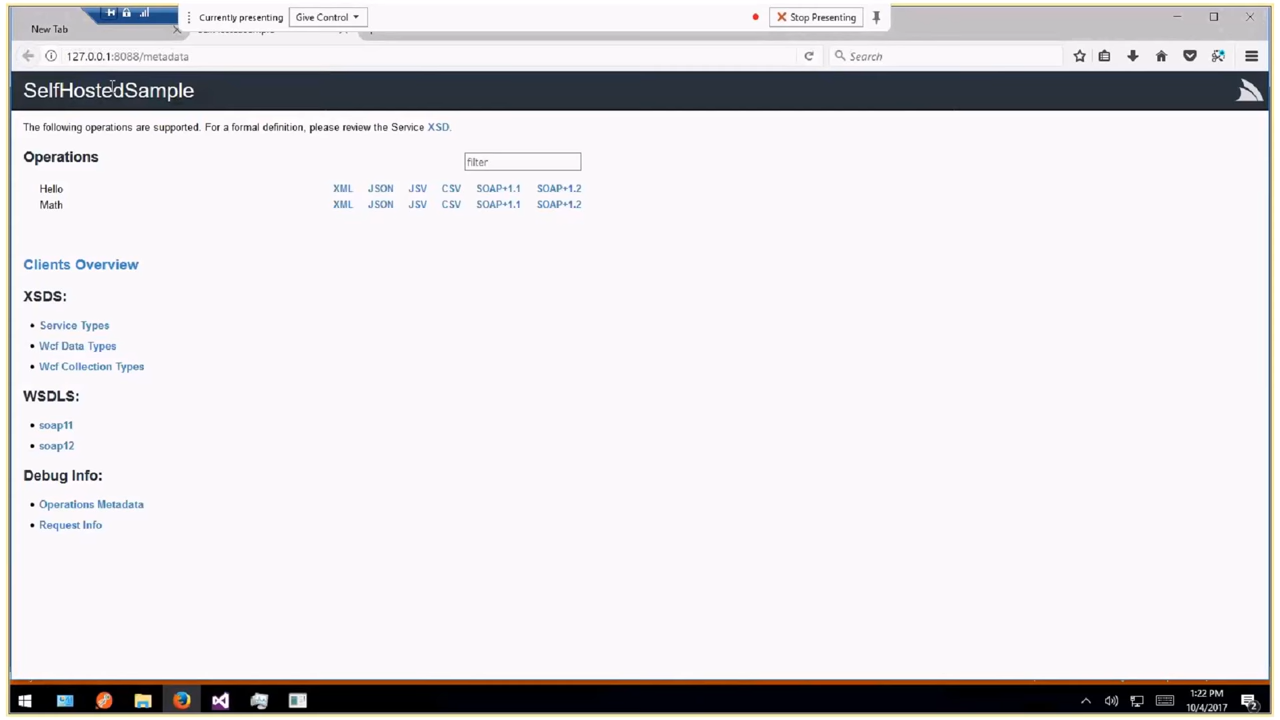 Currently presenting Give Control Stop Presenting
New Tab
127.0.0.1:8088/metadata Search
SelfHostedSample
The following operations are supported. For a formal definition, please review the Service XSD.
Operations filter
Hello XML JSON JSV CSV SOAP+1.1 SOAP+1.2
Math XML JSON JSV CSV SOAP+1.1 SOAP+1.2
Clients Overview
XSDS:
• Service Types
• Wcf Data Types
• Wcf Collection Types
WSDLS:
• soap11
• soap12
Debug Info:
• Operations Metadata
• Request Info
1:22 PM
10/4/2017 2